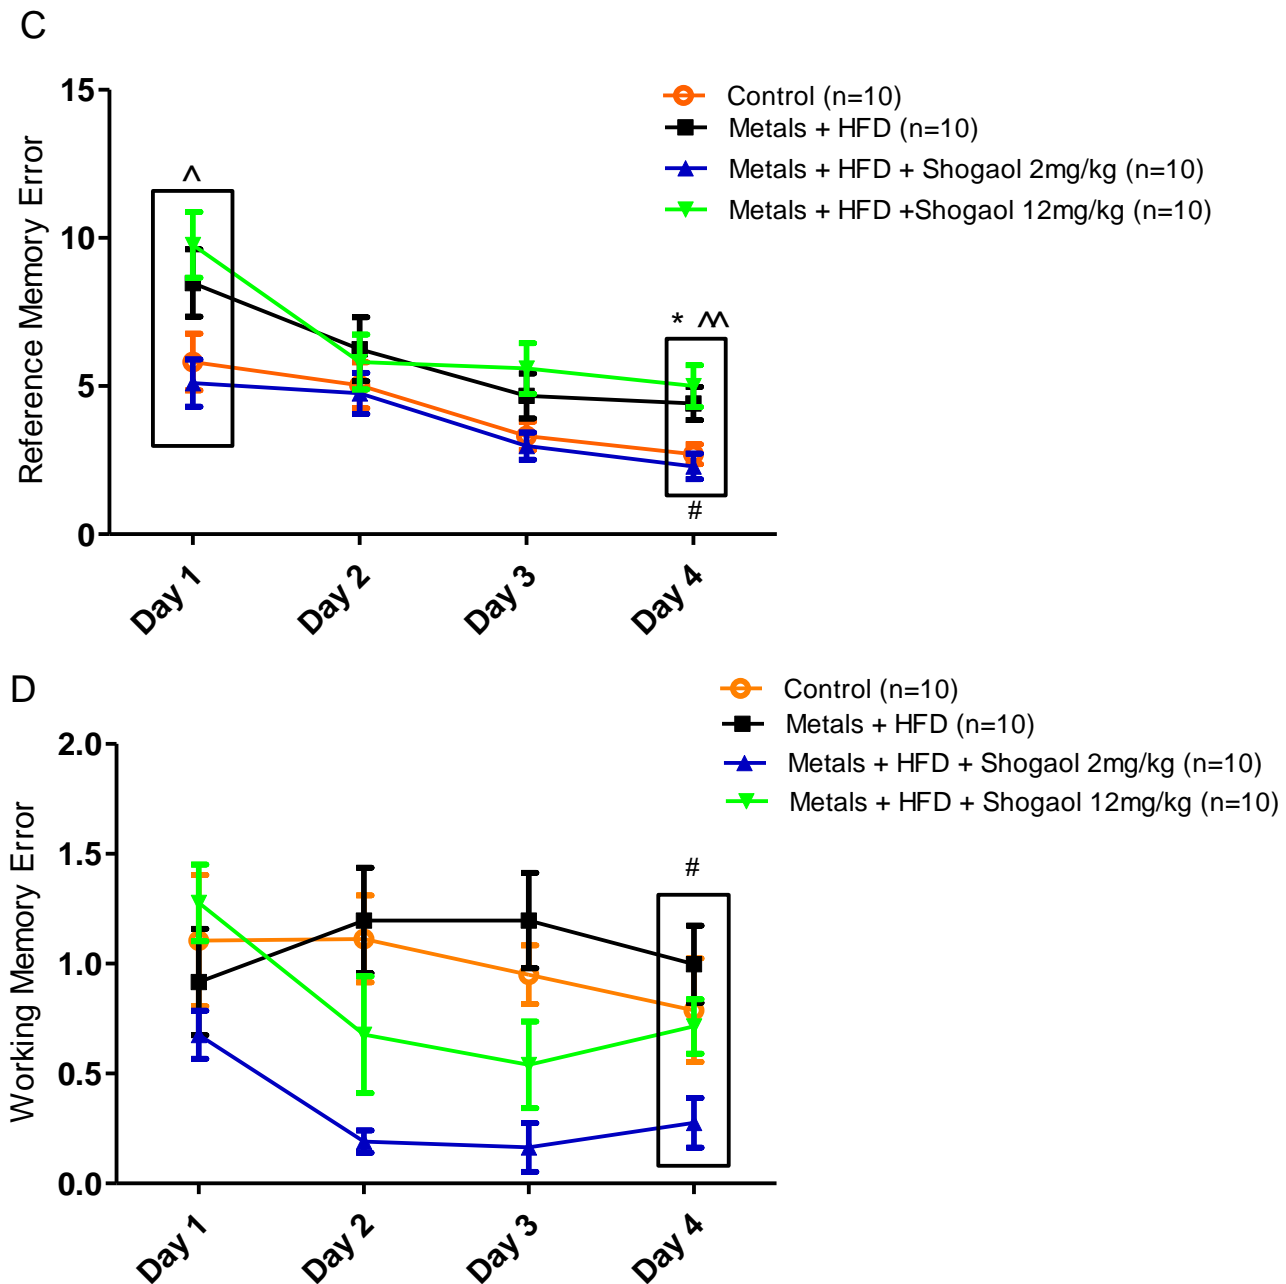 C
15
10
5
0
Reference Memory Error
^
* ^^
#
Control (n=10)
Metals + HFD (n=10)
Metals + HFD + Shogaol 2mg/kg (n=10)
Metals + HFD +Shogaol 12mg/kg (n=10)
Day 1
Day 2
Day 3
Day 4
D
2.0
1.5
1.0
0.5
0.0
Working Memory Error
Control (n=10)
Metals + HFD (n=10)
Metals + HFD + Shogaol 2mg/kg (n=10)
Metals + HFD + Shogaol 12mg/kg (n=10)
#
Day 1
Day 2
Day 3
Day 4